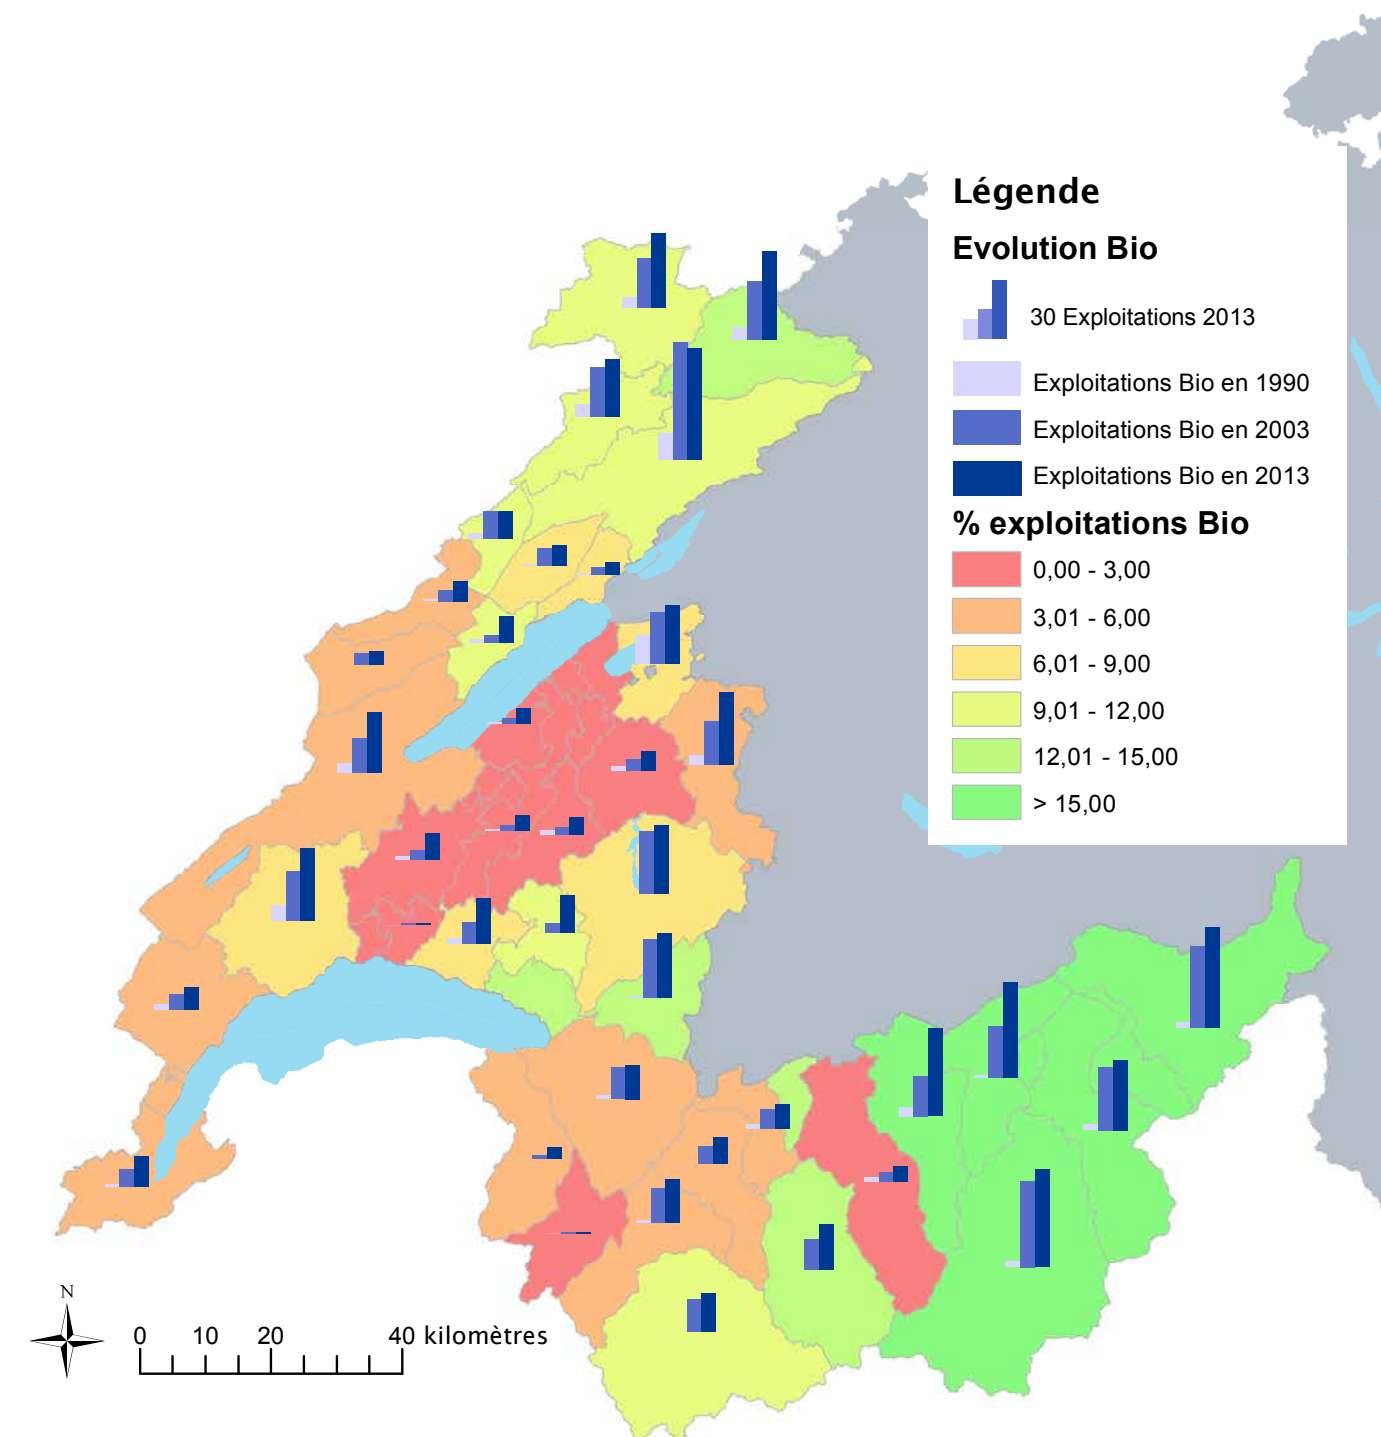 Légende
Evolution Bio
30 Exploitations 2013
Exploitations Bio en 1990
Exploitations Bio en 2003
Exploitations Bio en 2013
% exploitations Bio
0,00 - 3,00
3,01 - 6,00
6,01 - 9,00
9,01 - 12,00
12,01 - 15,00
> 15,00
N
0 10 20 40 kilomètres